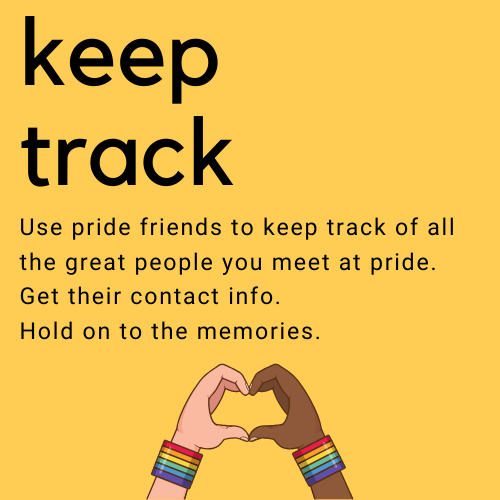 keep
track
Use pride friends to keep track of all
the great people you meet at pride.
Get their contact info.
Hold on to the memories.